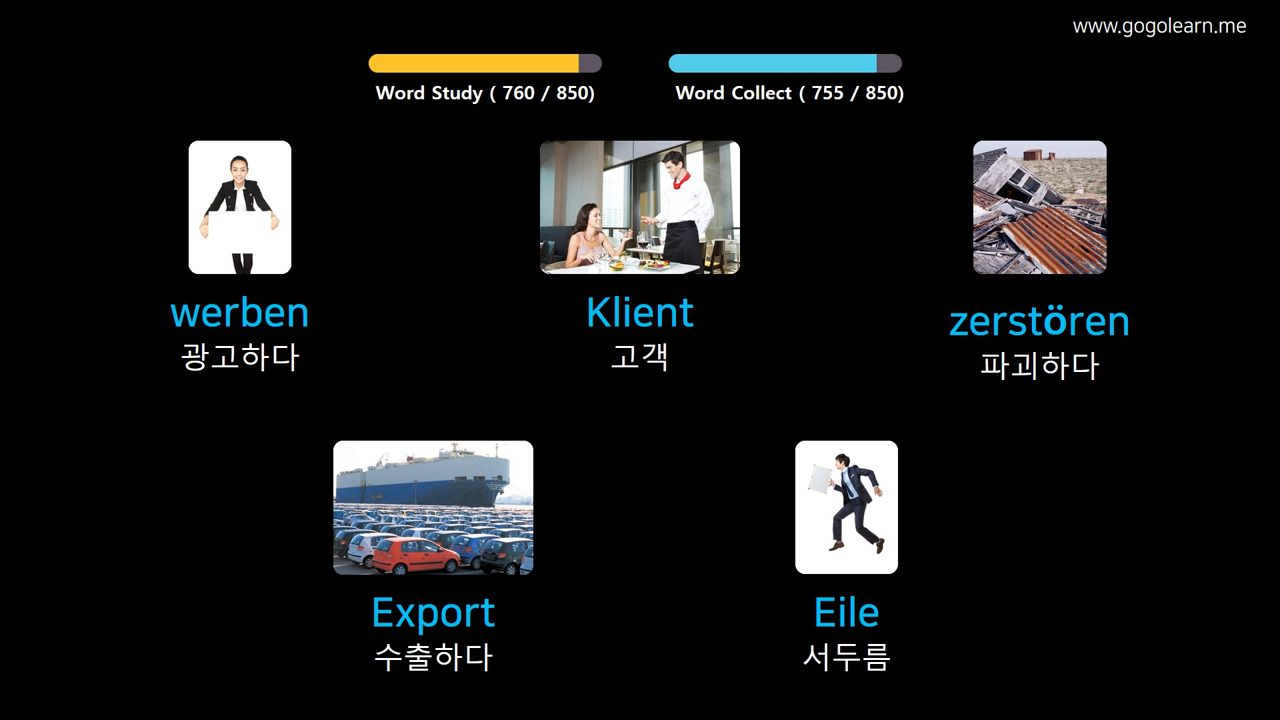 www.gogolearn.me
Word Study ( 760 / 850)
Word Collect ( 755 / 850)
werben
광고하다
Klient
고객
zerstören
파괴하다
Export
수출하다
Eile
서두름